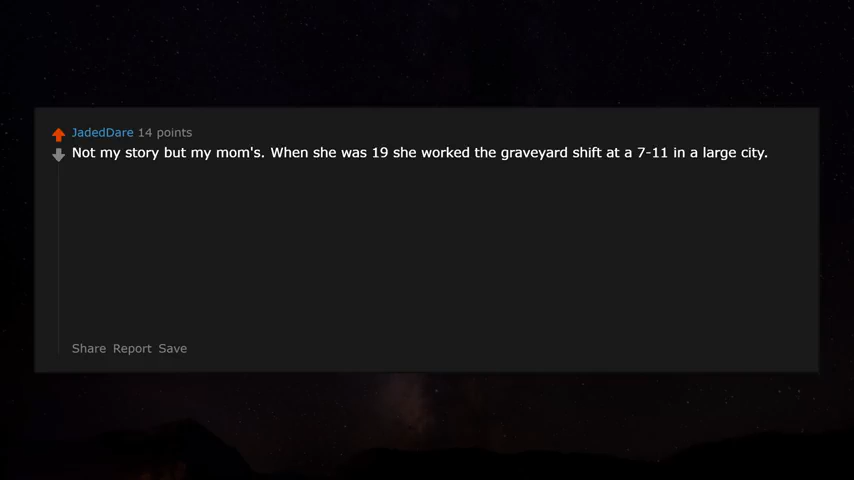 JadedDare 14 points
Not my story but my mom's. When she was 19 she worked the graveyard shift at a 7-11 in a large city.
Share Report Save